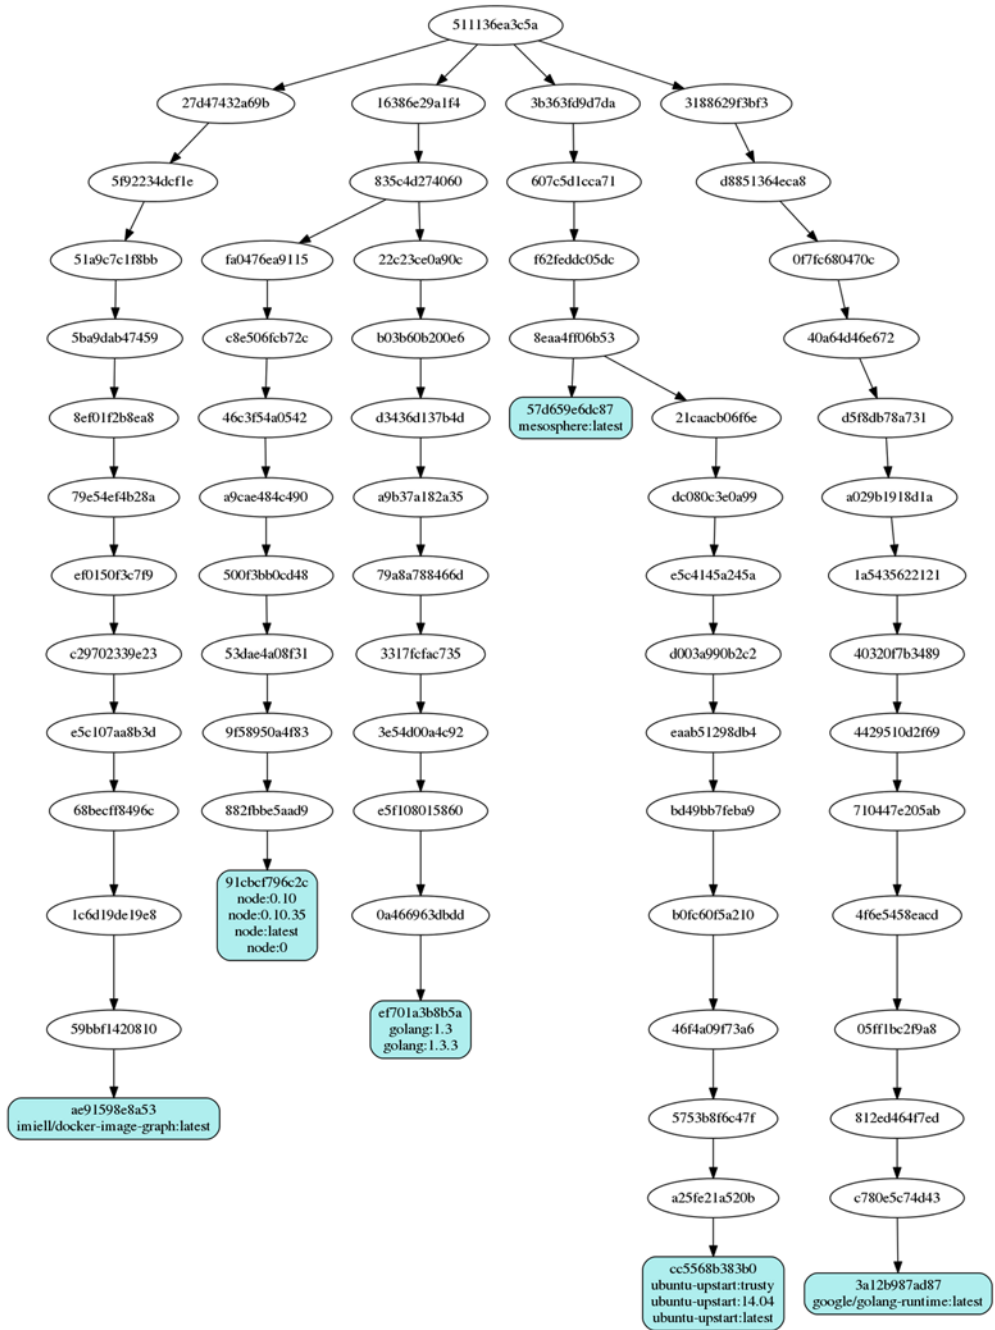 511136ea3c5a
27d47432a69b
16386e29a1f4
3b363fd9d7da
3188629f3bf3
5f92234dcf1e
835c4d274060
607c5d1cca71
d8851364eca8
51a9c7c1f8bb
fa0476ea9115
22c23ce0a90c
f62feddc05dc
0f7fc680470c
5ba9dab47459
c8e506fcb72c
b03b60b200e6
8eaa4ff06b53
40a64d46e672
8ef01f2b8ea8
46c3f54a0542
d3436d137b4d
57d659e6dc87
mesosphere:latest
21caacb06f6e
d5f8db78a731
79e54ef4b28a
a9cae484c490
a9b37a182a35
dc080c3e0a99
a029b1918d1a
ef0150f3c7f9
500f3bb0cd48
79a8a788466d
e5c4145a245a
1a5435622121
c29702339e23
53dae4a08f31
3317fcfac735
d003a990b2c2
40320f7b3489
e5c107aa8b3d
9f58950a4f83
3e54d00a4c92
eaab51298db4
4429510d2f69
68becff8496c
882fbbe5aad9
e5f108015860
bd49bb7feba9
710447e205ab
91cbcf796c2c
node:0.10
node:0.10.35
node:latest
node:0
1c6d19de19e8
0a466963dbdd
b0fc60f5a210
4f6e5458eacd
59bbf1420810
ef701a3b8b5a
golang:1.3
golang:1.3.3
46f4a09f73a6
05ff1bc2f9a8
ae91598e8a53
imiell/docker-image-graph:latest
5753b8f6c47f
812ed464f7ed
a25fe21a520b
c780e5c74d43
cc5568b383b0
ubuntu-upstart:trusty
ubuntu-upstart:14.04
ubuntu-upstart:latest
3a12b987ad87
google/golang-runtime:latest